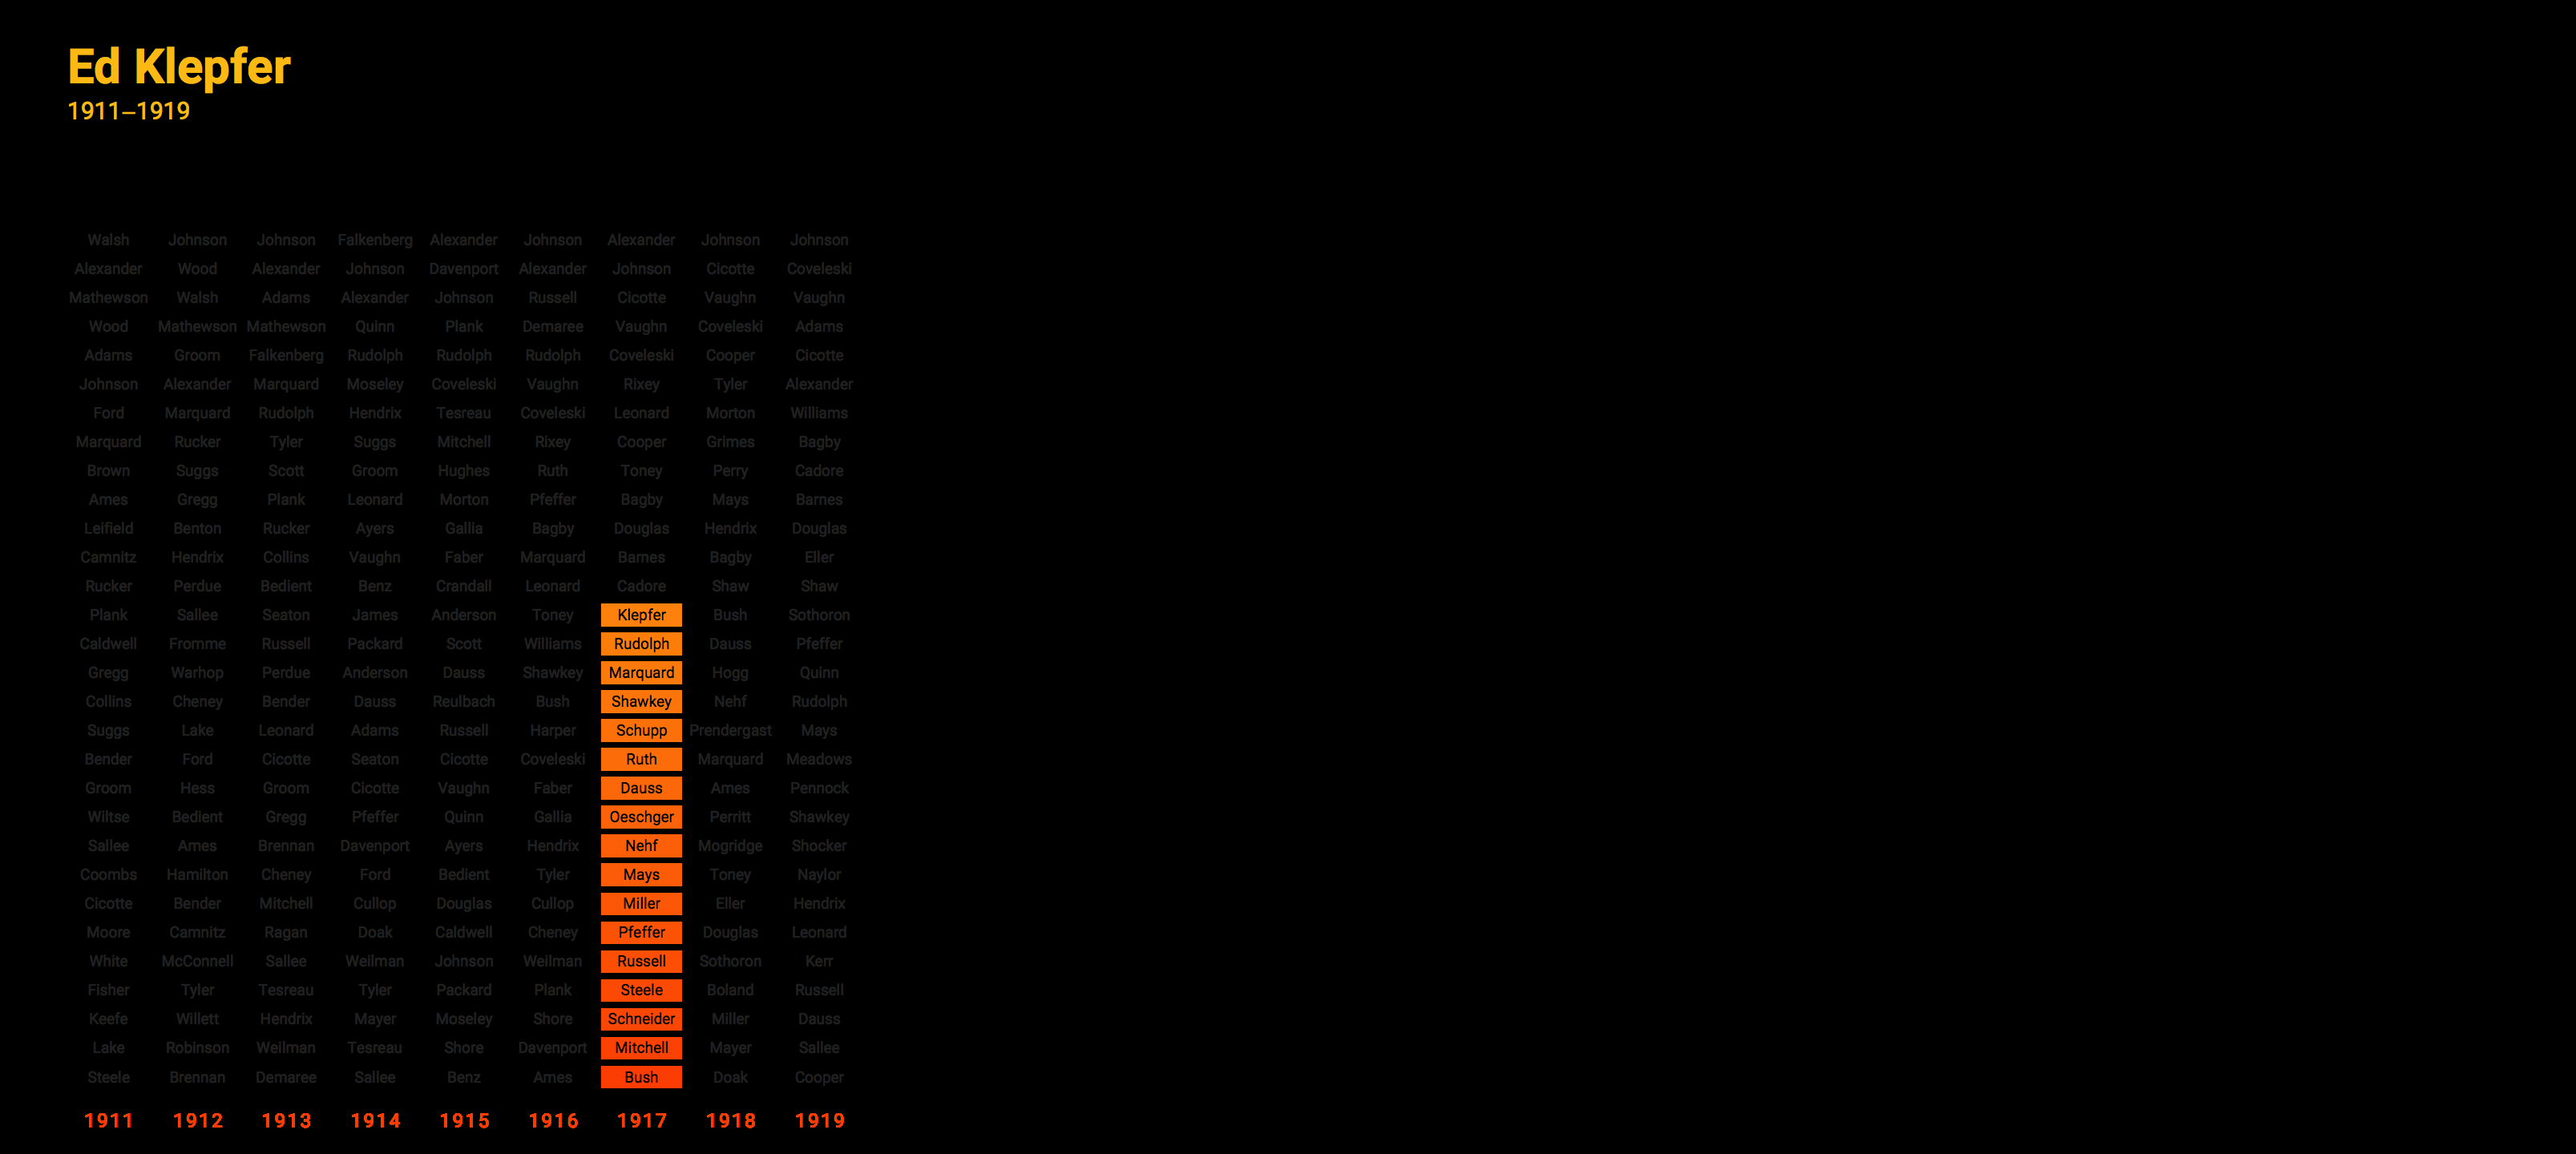 Ed Klepfer
1911–1919
Walsh Johnson Johnson Falkenberg Alexander Johnson Alexander Johnson Johnson
Alexander Wood Alexander Johnson Davenport Alexander Johnson Cicotte Coveleski
Mathewson Walsh Adams Alexander Johnson Russell Cicotte Vaughn Vaughn
Wood Mathewson Mathewson Quinn Plank Demaree Vaughn Coveleski Adams
Adams Groom Falkenberg Rudolph Rudolph Rudolph Coveleski Cooper Cicotte
Johnson Alexander Marquard Moseley Coveleski Vaughn Rixey Tyler Alexander
Ford Marquard Rudolph Hendrix Tesreau Coveleski Leonard Morton Williams
Marquard Rucker Tyler Suggs Mitchell Rixey Cooper Grimes Bagby
Brown Suggs Scott Groom Hughes Ruth Toney Perry Cadore
Ames Gregg Plank Leonard Morton Pfeffer Bagby Mays Barnes
Leifield Benton Rucker Ayers Gallia Bagby Douglas Hendrix Douglas
Camnitz Hendrix Collins Vaughn Faber Marquard Barnes Bagby Eller
Rucker Perdue Bedient Benz Crandall Leonard Cadore Shaw Shaw
Plank Sallee Seaton James Anderson Toney Klepfer Bush Sothoron
Caldwell Fromme Russell Packard Scott Williams Rudolph Dauss Pfeffer
Gregg Warhop Perdue Anderson Dauss Shawkey Marquard Hogg Quinn
Collins Cheney Bender Dauss Reulbach Bush Shawkey Nehf Rudolph
Suggs Lake Leonard Adams Russell Harper Schupp Prendergast Mays
Bender Ford Cicotte Seaton Cicotte Coveleski Ruth Marquard Meadows
Groom Hess Groom Cicotte Vaughn Faber Dauss Ames Pennock
Wiltse Bedient Gregg Pfeffer Quinn Gallia Oeschger Perritt Shawkey
Sallee Ames Brennan Davenport Ayers Hendrix Nehf Mogridge Shocker
Coombs Hamilton Cheney Ford Bedient Tyler Mays Toney Naylor
Cicotte Bender Mitchell Cullop Douglas Cullop Miller Eller Hendrix
Moore Camnitz Ragan Doak Caldwell Cheney Pfeffer Douglas Leonard
White McConnell Sallee Weilman Johnson Weilman Russell Sothoron Kerr
Fisher Tyler Tesreau Tyler Packard Plank Steele Boland Russell
Keefe Willett Hendrix Mayer Moseley Shore Schneider Miller Dauss
Lake Robinson Weilman Tesreau Shore Davenport Mitchell Mayer Sallee
Steele Brennan Demaree Sallee Benz Ames Bush Doak Cooper
1911 1912 1913 1914 1915 1916 1917 1918 1919